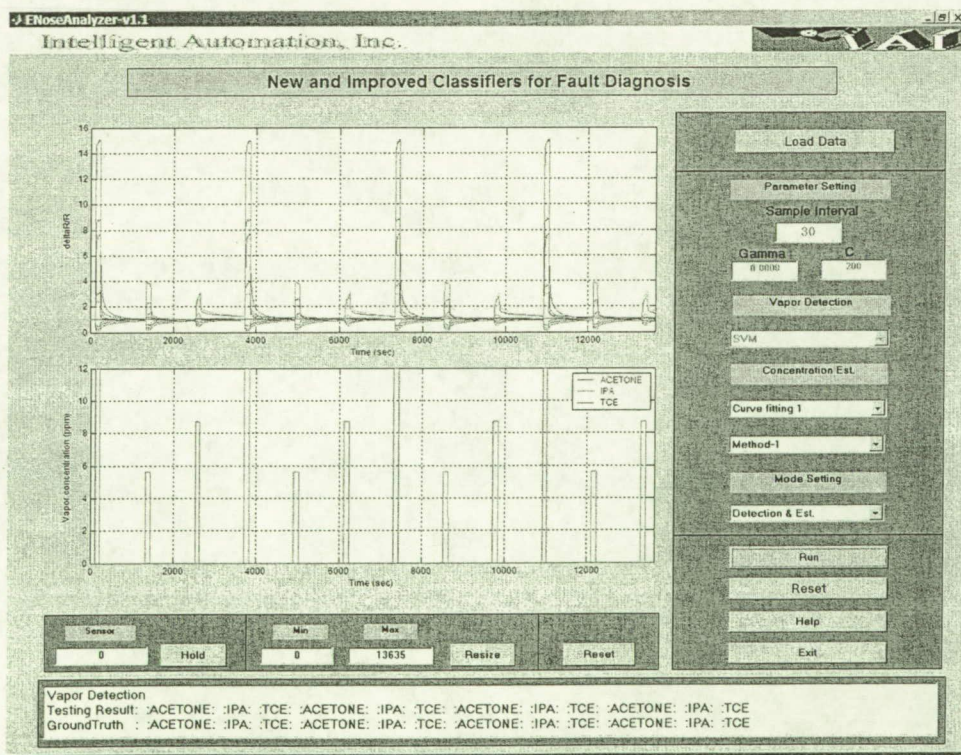 ENoseAnalyzer-v1.1
Intelligent Automation, Inc.
IAI
New and Improved Classifiers for Fault Diagnosis
deltaR/R
16
14
12
10
8
6
4
2
0
0 2000 4000 6000 8000 10000 12000
Time (sec)
Vapor concentration (ppm)
12
10
8
6
4
2
0
ACETONE
IPA
TCE
0 2000 4000 6000 8000 10000 12000
Time (sec)
Load Data
Parameter Setting
Sample Interval
30
Gamma C
0.0000 200
Vapor Detection
SVM
Concentration Est.
Curve fitting 1
Method-1
Mode Setting
Detection & Est.
Run
Reset
Help
Exit
Sensor Min Max
0 Hold 0 13635 Resize Reset
Vapor Detection
Testing Result: :ACETONE: :IPA: :TCE: :ACETONE: :IPA: :TCE: :ACETONE: :IPA: :TCE: :ACETONE: :IPA: :TCE
GroundTruth : :ACETONE: :IPA: :TCE: :ACETONE: :IPA: :TCE: :ACETONE: :IPA: :TCE: :ACETONE: :IPA: :TCE